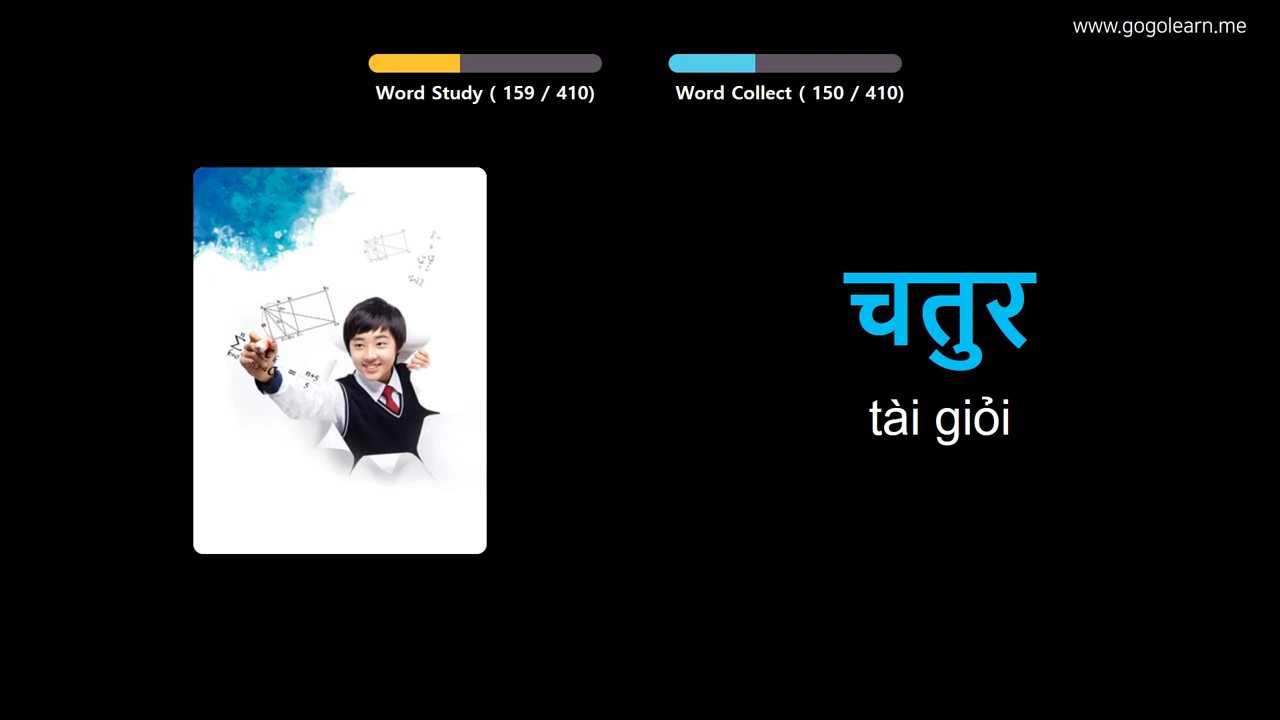 www.gogolearn.me
Word Study ( 159 / 410)
Word Collect ( 150 / 410)
चतुर
tài giỏi